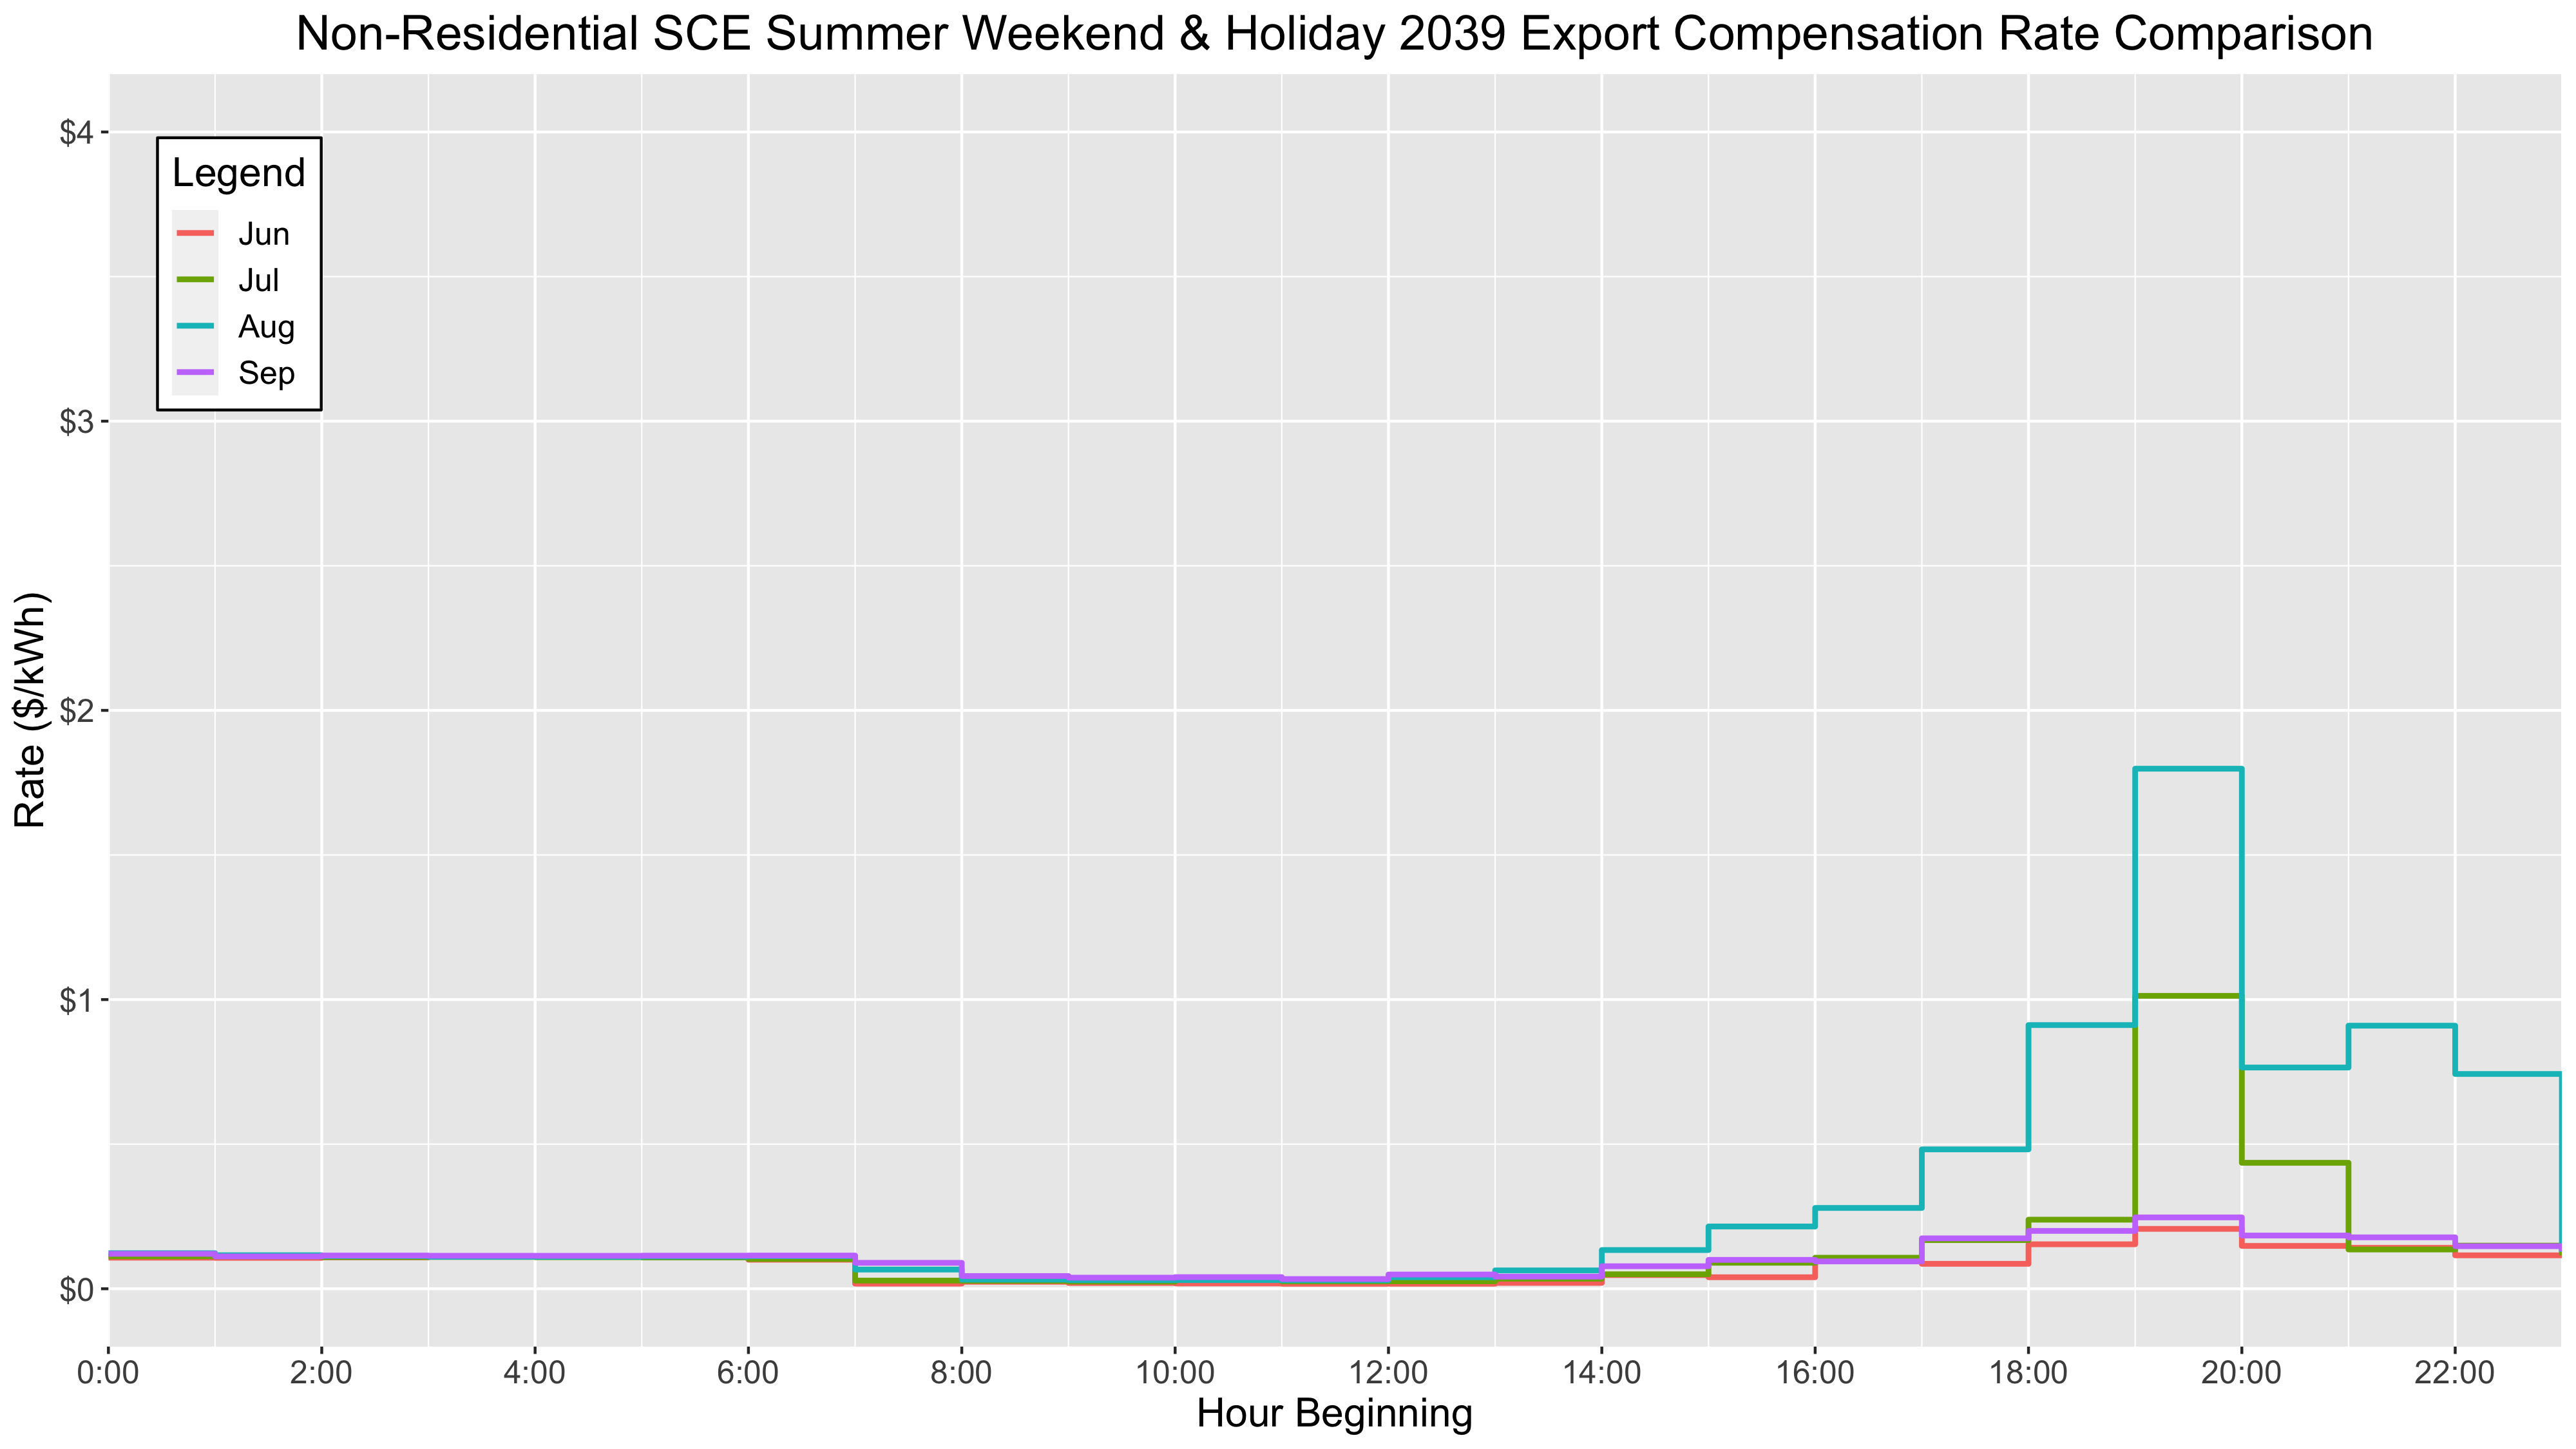 Non-Residential SCE Summer Weekend & Holiday 2039 Export Compensation Rate Comparison
$4
Legend
Jun
Jul
Aug
Sep
$3
Rate ($/kWh)
$2
$1
$0
0:00 2:00 4:00 6:00 8:00 10:00 12:00 14:00 16:00 18:00 20:00 22:00
Hour Beginning